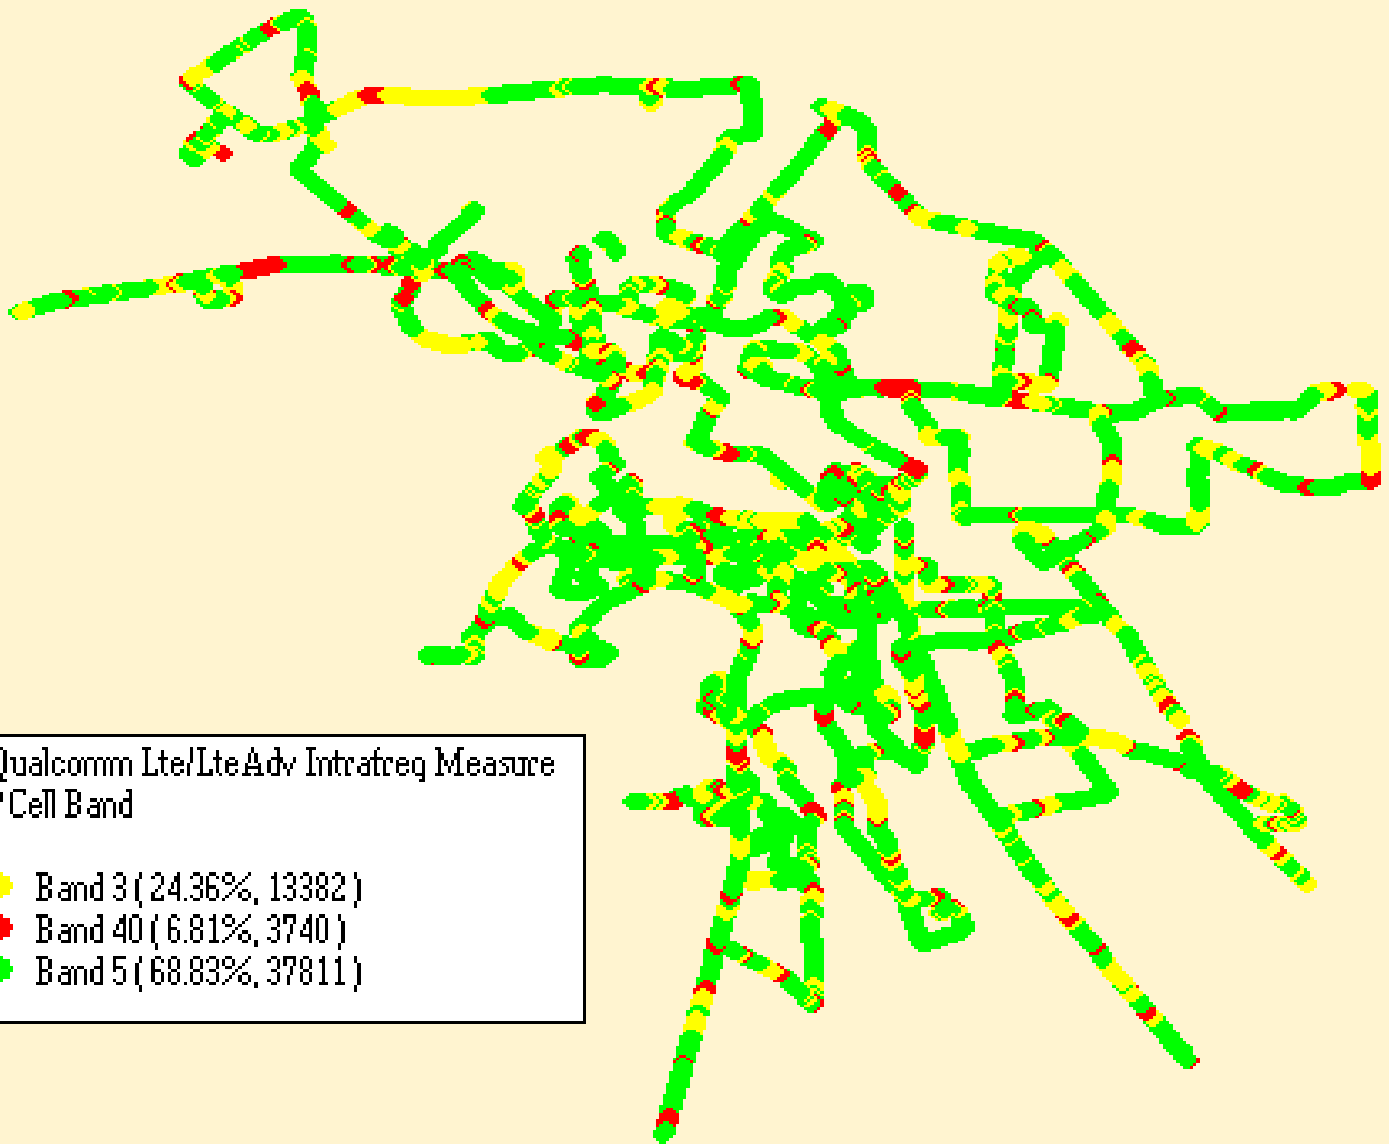 Qualcomm Lte/LteAdv Intrafreq Measure
Cell Band
Band 3 ( 24.36%, 13382 )
Band 40 ( 6.81%, 3740 )
Band 5 ( 68.83%, 37811 )